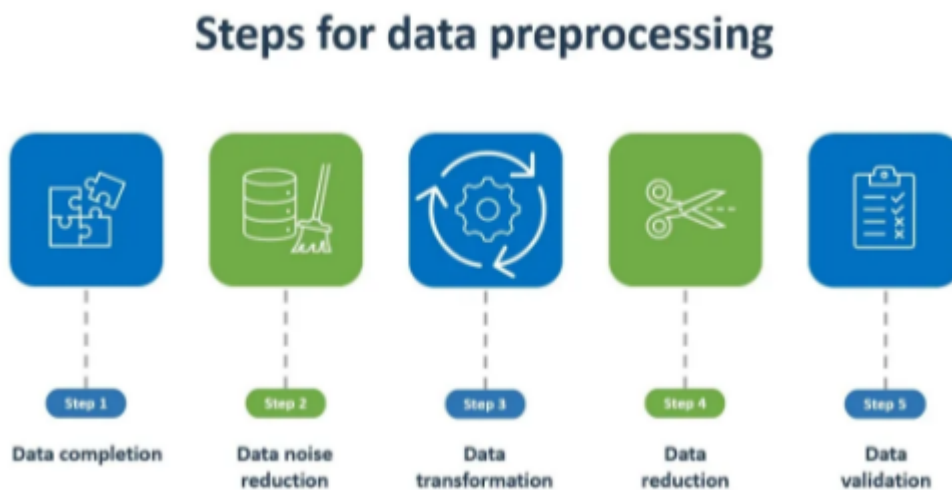 Steps for data preprocessing
Step 1
Step 2
Step 3
Step 4
Step 5
Data completion
Data noise
reduction
Data
transformation
Data
reduction
Data
validation